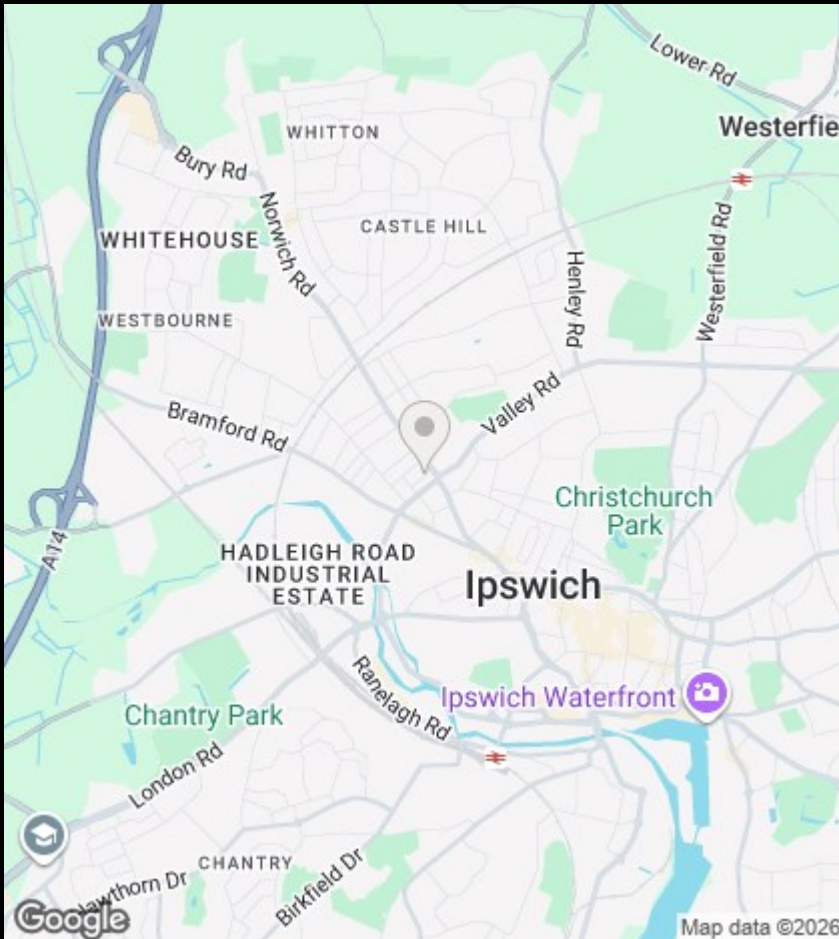 Lower Rd
Westerfie
WHITTON
Bury Rd
Norwich Rd
CASTLE HILL
WHITEHOUSE
Henley Rd
Westerfield Rd
WESTBOURNE
Valley Rd
Bramford Rd
Christchurch
Park
A14
HADLEIGH ROAD
INDUSTRIAL
ESTATE
Ipswich
Ranelagh Rd
Ipswich Waterfront
Chantry Park
London Rd
CHANTRY
Hawthorn Dr
Birkfield Dr
Google
Map data ©2026